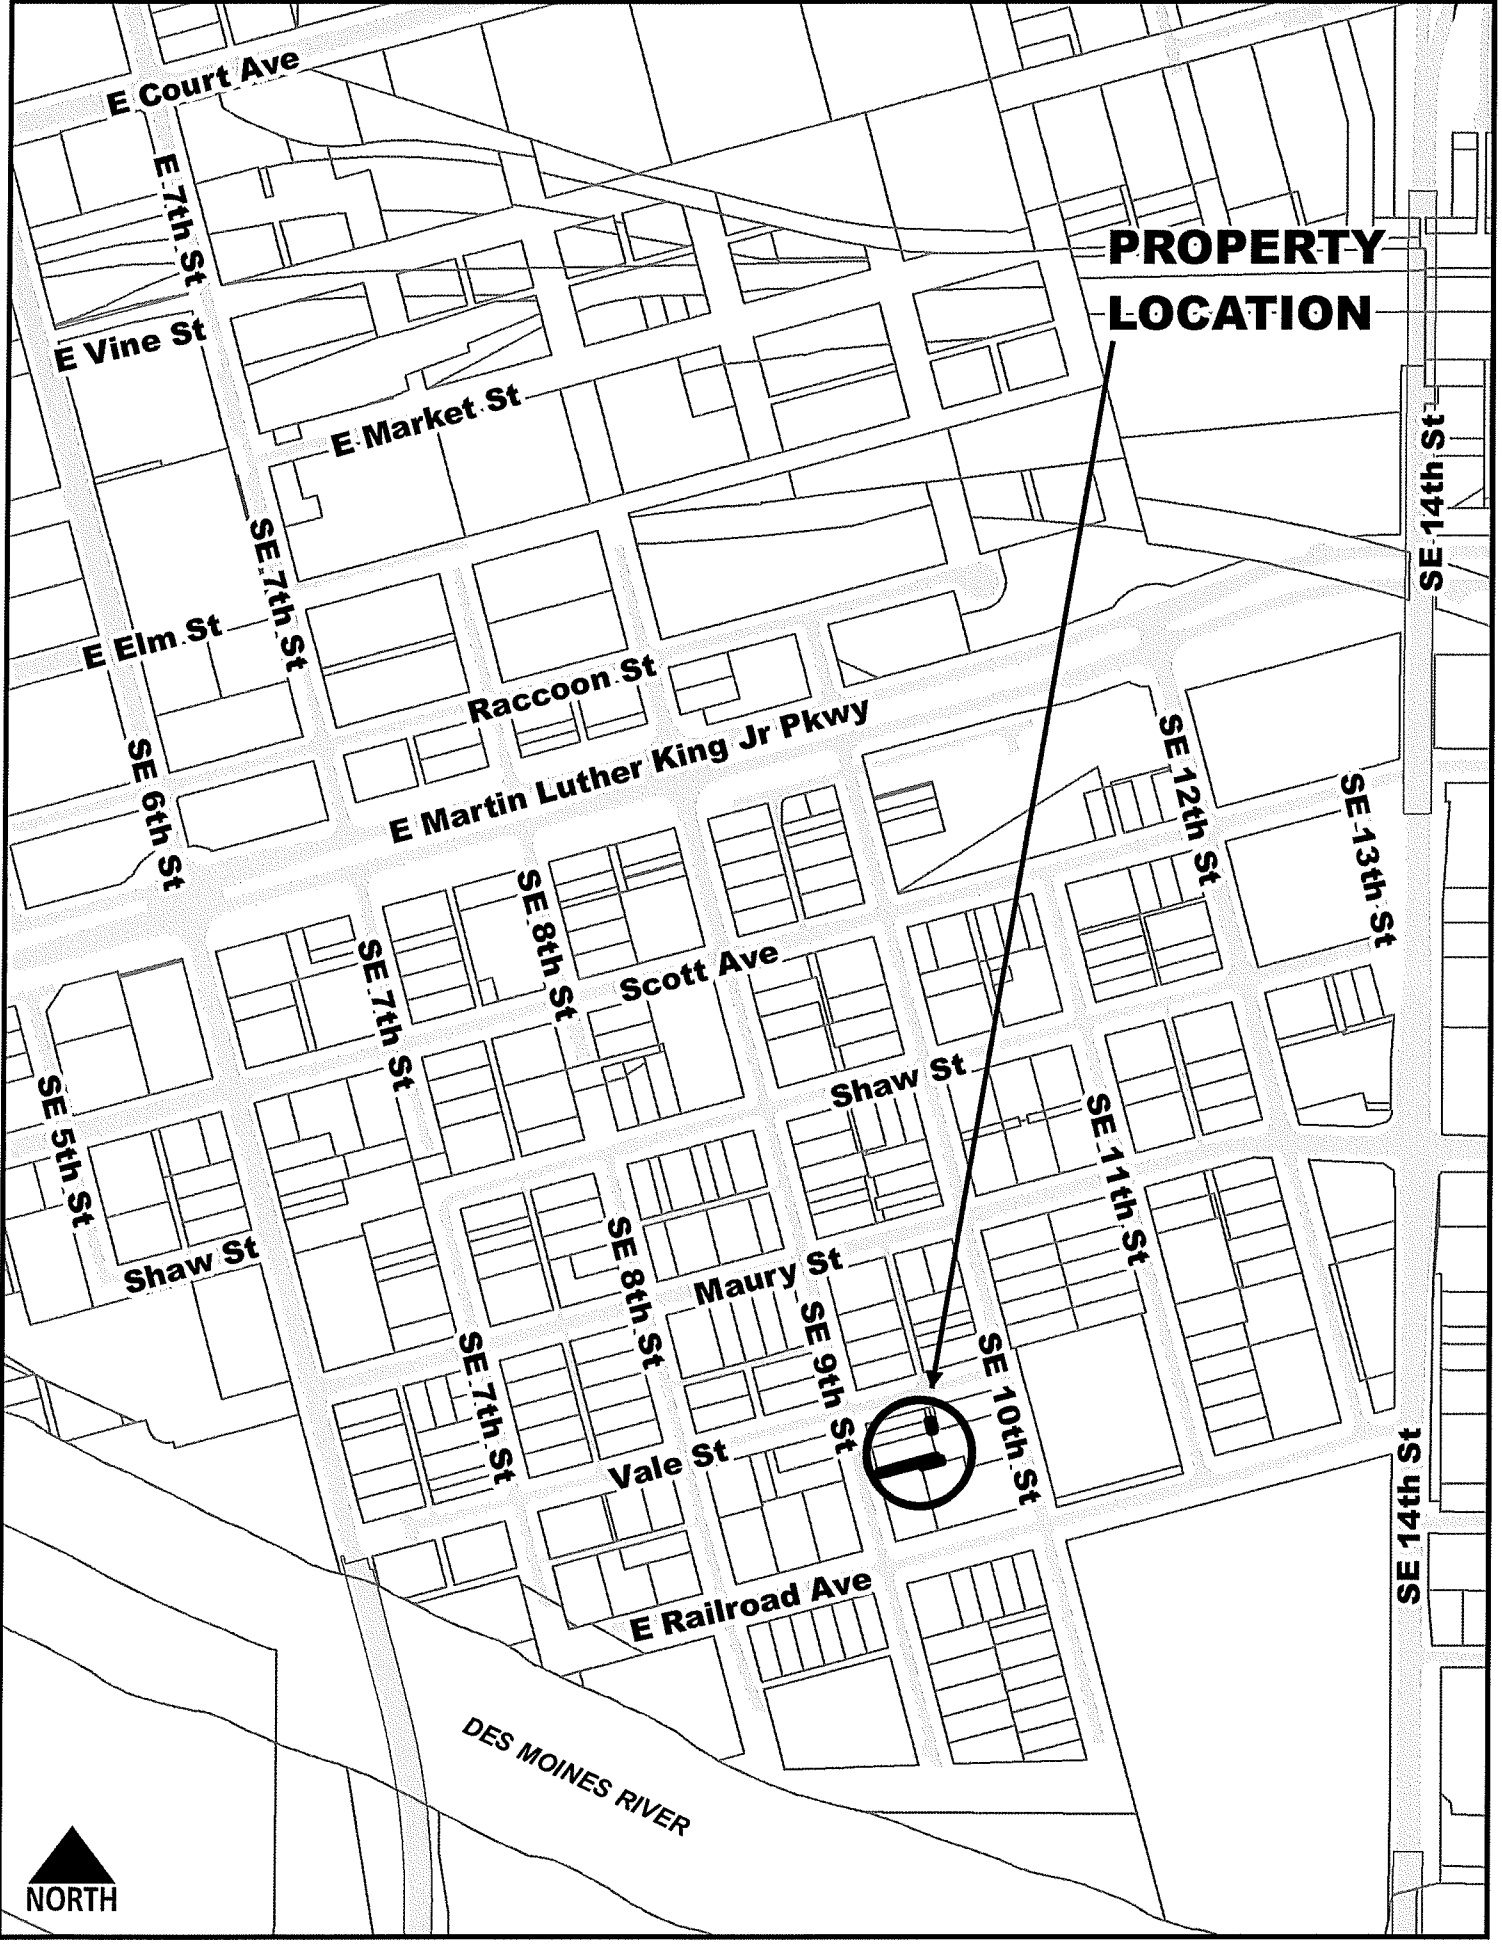 E Court Ave
E 7th St
PROPERTY
LOCATION
E Vine St
E Market St
SE 14th St
SE 7th St
E Elm St
Raccoon St
E Martin Luther King Jr Pkwy
SE 6th St
SE 12th St
SE 13th St
SE 8th St
SE 7th St
Scott Ave
Shaw St
SE 5th St
SE 11th St
Shaw St
SE 8th St
Maury St
SE 9th St
SE 7th St
SE 10th St
Vale St
SE 14th St
E Railroad Ave
DES MOINES RIVER
NORTH